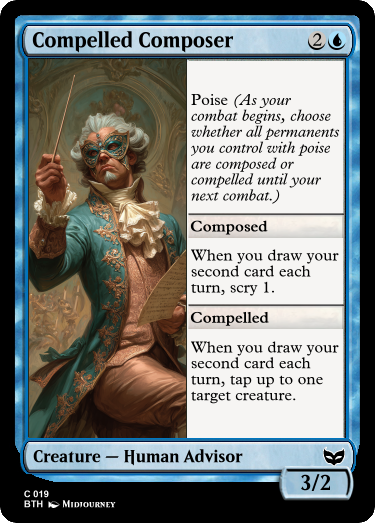 Compelled Composer 2
Poise (As your
combat begins, choose
whether all permanents
you control with poise
are composed or
compelled until your
next combat.)
Composed
When you draw your
second card each
turn, scry 1.
Compelled
When you draw your
second card each
turn, tap up to one
target creature.
Creature — Human Advisor
3/2
C 019
BTH Midjourney